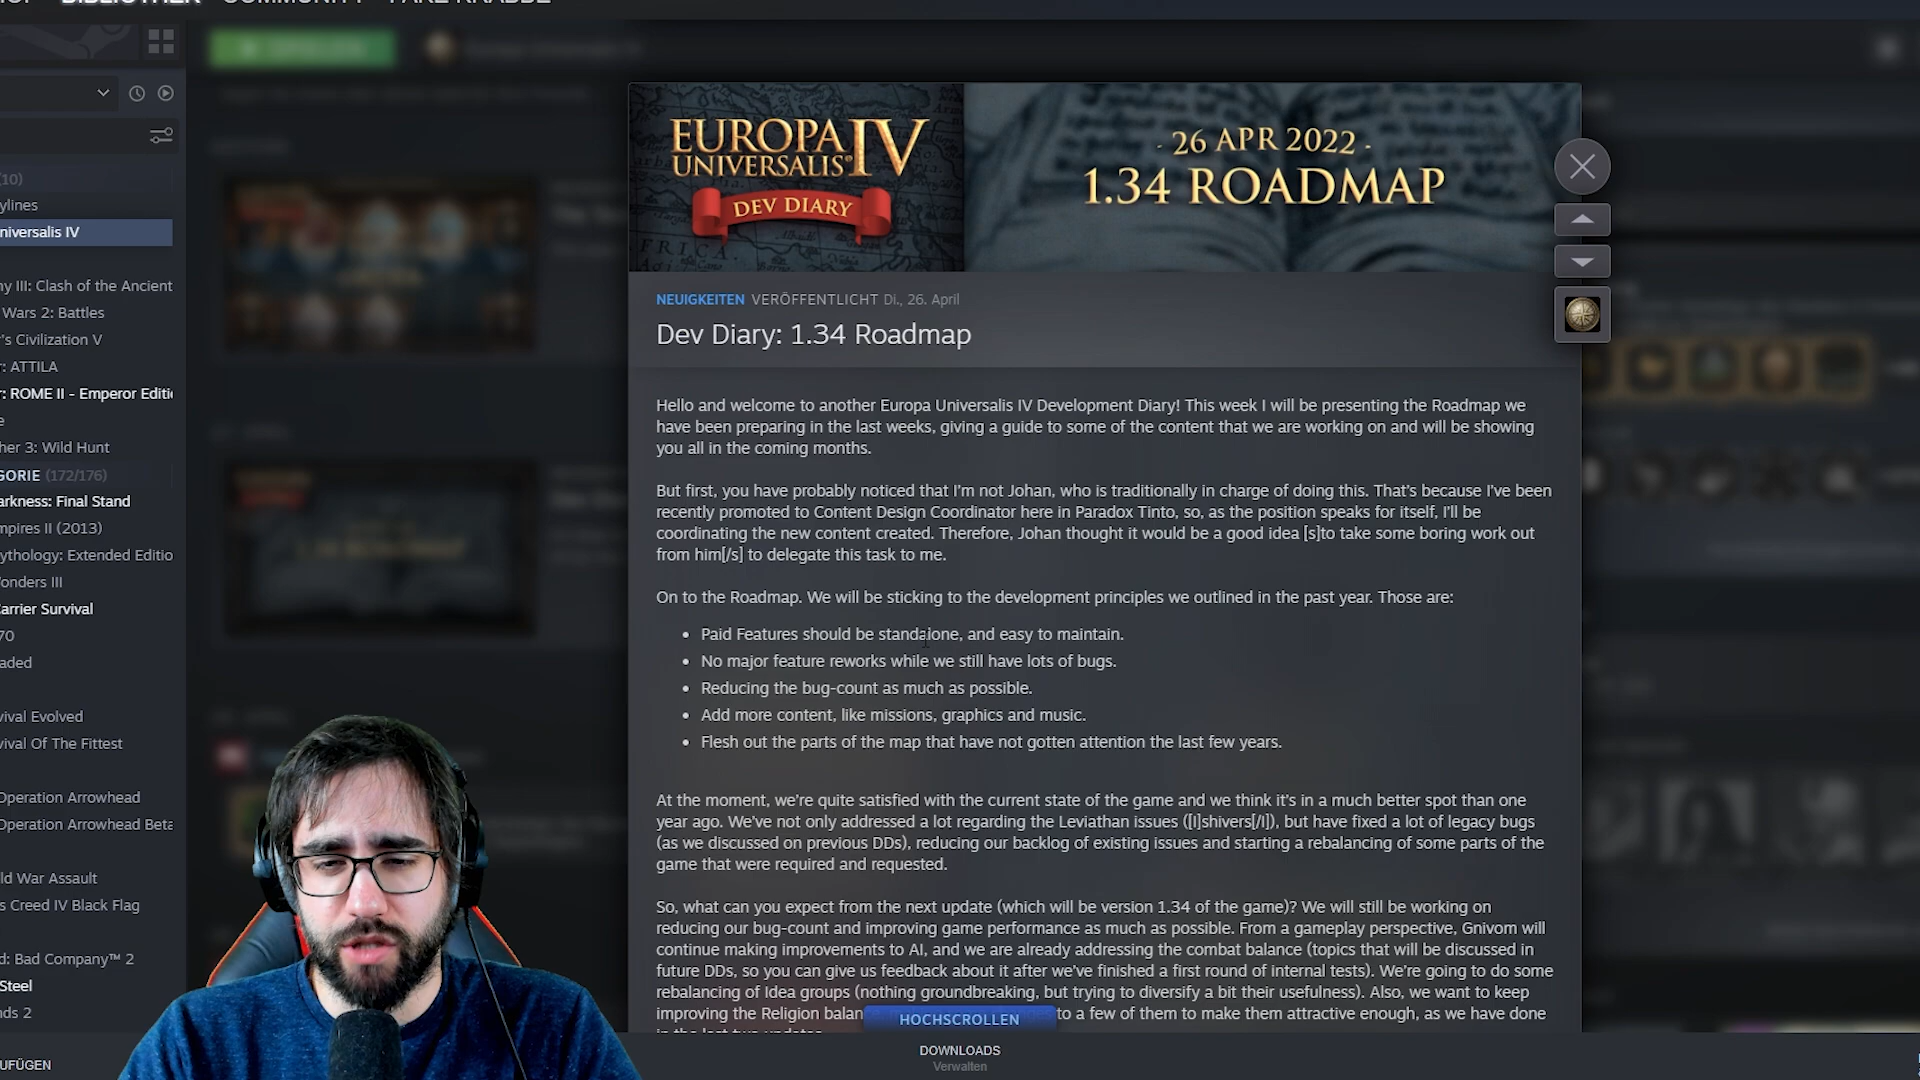 BIBLIOTHEK COMMUNITY
(10)
ylines
niversalis IV
ny III: Clash of the Ancient
Wars 2: Battles
r's Civilization V
r: ATTILA
r: ROME II - Emperor Editi
e
her 3: Wild Hunt
GORIE (172/176)
arkness: Final Stand
mpires II (2013)
ythology: Extended Editio
onders III
arrier Survival
70
aded
vival Evolved
vival Of The Fittest
Operation Arrowhead
Operation Arrowhead Beta
ld War Assault
s Creed IV Black Flag
d: Bad Company™ 2
Steel
nds 2
UFÜGEN
EUROPA
UNIVERSALIS IV
DEV DIARY
AFRICA
- 26 APR 2022 -
1.34 ROADMAP
NEUIGKEITEN VERÖFFENTLICHT Di., 26. April
Dev Diary: 1.34 Roadmap
Hello and welcome to another Europa Universalis IV Development Diary! This week I will be presenting the Roadmap we
have been preparing in the last weeks, giving a guide to some of the content that we are working on and will be showing
you all in the coming months.
But first, you have probably noticed that I'm not Johan, who is traditionally in charge of doing this. That's because I've been
recently promoted to Content Design Coordinator here in Paradox Tinto, so, as the position speaks for itself, I'll be
coordinating the new content created. Therefore, Johan thought it would be a good idea [s]to take some boring work out
from him[/s] to delegate this task to me.
On to the Roadmap. We will be sticking to the development principles we outlined in the past year. Those are:
• Paid Features should be standalone, and easy to maintain.
• No major feature reworks while we still have lots of bugs.
• Reducing the bug-count as much as possible.
• Add more content, like missions, graphics and music.
• Flesh out the parts of the map that have not gotten attention the last few years.
At the moment, we're quite satisfied with the current state of the game and we think it's in a much better spot than one
year ago. We've not only addressed a lot regarding the Leviathan issues ([I]shivers[/I]), but have fixed a lot of legacy bugs
(as we discussed on previous DDs), reducing our backlog of existing issues and starting a rebalancing of some parts of the
game that were required and requested.
So, what can you expect from the next update (which will be version 1.34 of the game)? We will still be working on
reducing our bug-count and improving game performance as much as possible. From a gameplay perspective, Gnivom will
continue making improvements to AI, and we are already addressing the combat balance (topics that will be discussed in
future DDs, so you can give us feedback about it after we've finished a first round of internal tests). We're going to do some
rebalancing of Idea groups (nothing groundbreaking, but trying to diversify a bit their usefulness). Also, we want to keep
improving the Religion balan to a few of them to make them attractive enough, as we have done
HOCHSCROLLEN
DOWNLOADS
Verwalten